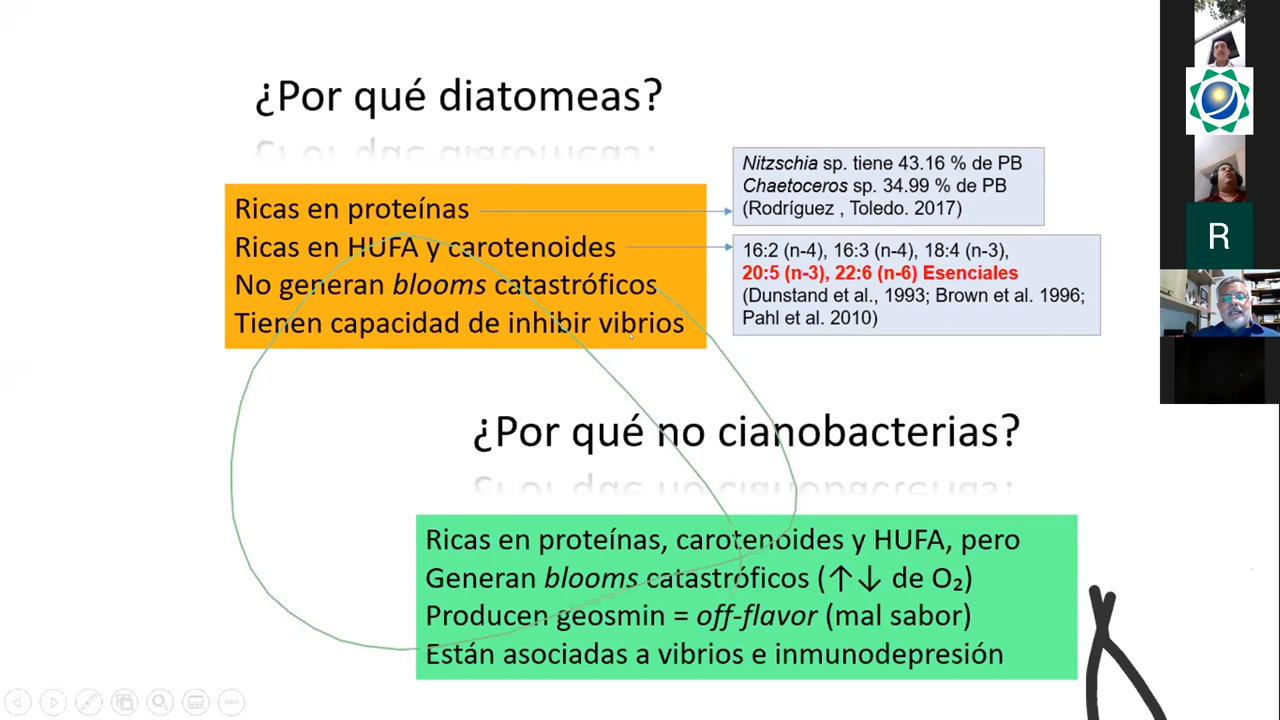 ¿Por qué diatomeas?
Ricas en proteínas
Ricas en HUFA y carotenoides
No generan blooms catastróficos
Tienen capacidad de inhibir vibrios
Nitzschia sp. tiene 43.16 % de PB
Chaetoceros sp. 34.99 % de PB
(Rodríguez , Toledo. 2017)
16:2 (n-4), 16:3 (n-4), 18:4 (n-3),
20:5 (n-3), 22:6 (n-6) Esenciales
(Dunstand et al., 1993; Brown et al. 1996;
Pahl et al. 2010)
¿Por qué no cianobacterias?
Ricas en proteínas, carotenoides y HUFA, pero
Generan blooms catastróficos (↑↓ de O₂)
Producen geosmin = off-flavor (mal sabor)
Están asociadas a vibrios e inmunodepresión
R